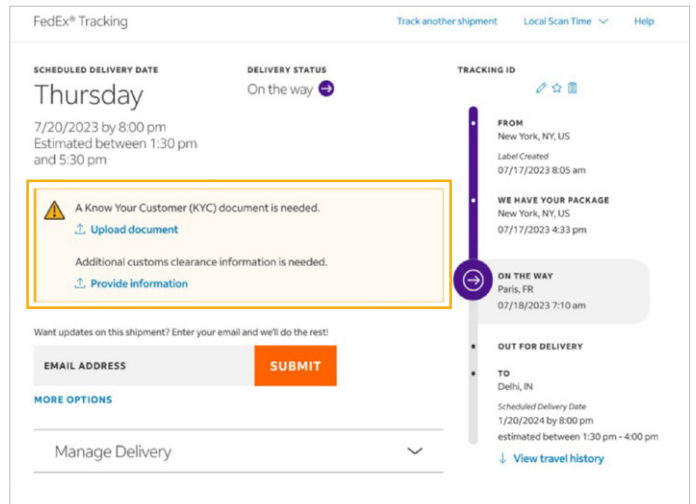 FedEx® Tracking
Track another shipment
Local Scan Time
Help
SCHEDULED DELIVERY DATE
Thursday
7/20/2023 by 8:00 pm
Estimated between 1:30 pm
and 5:30 pm
DELIVERY STATUS
On the way
A Know Your Customer (KYC) document is needed.
Upload document
Additional customs clearance information is needed.
Provide information
Want updates on this shipment? Enter your email and we'll do the rest!
EMAIL ADDRESS
SUBMIT
MORE OPTIONS
Manage Delivery
TRACKING ID
FROM
New York, NY, US
Label Created
07/17/2023 8:05 am
WE HAVE YOUR PACKAGE
New York, NY, US
07/17/2023 4:33 pm
ON THE WAY
Paris, FR
07/18/2023 7:10 am
OUT FOR DELIVERY
TO
Delhi, IN
Scheduled Delivery Date
1/20/2024 by 8:00 pm
estimated between 1:30 pm - 4:00 pm
View travel history